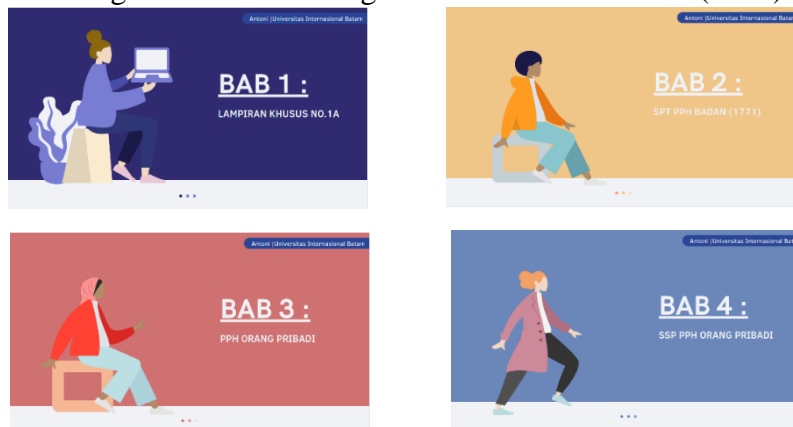 Antoni |Universitas Internasional Batam
BAB 1 :
LAMPIRAN KHUSUS NO.1A
Antoni |Universitas Internasional Batam
BAB 2 :
SPT PPH BADAN (1771)
Antoni |Universitas Internasional Batam
BAB 3 :
PPH ORANG PRIBADI
Antoni |Universitas Internasional
BAB 4 :
SSP PPH ORANG PRIBADI